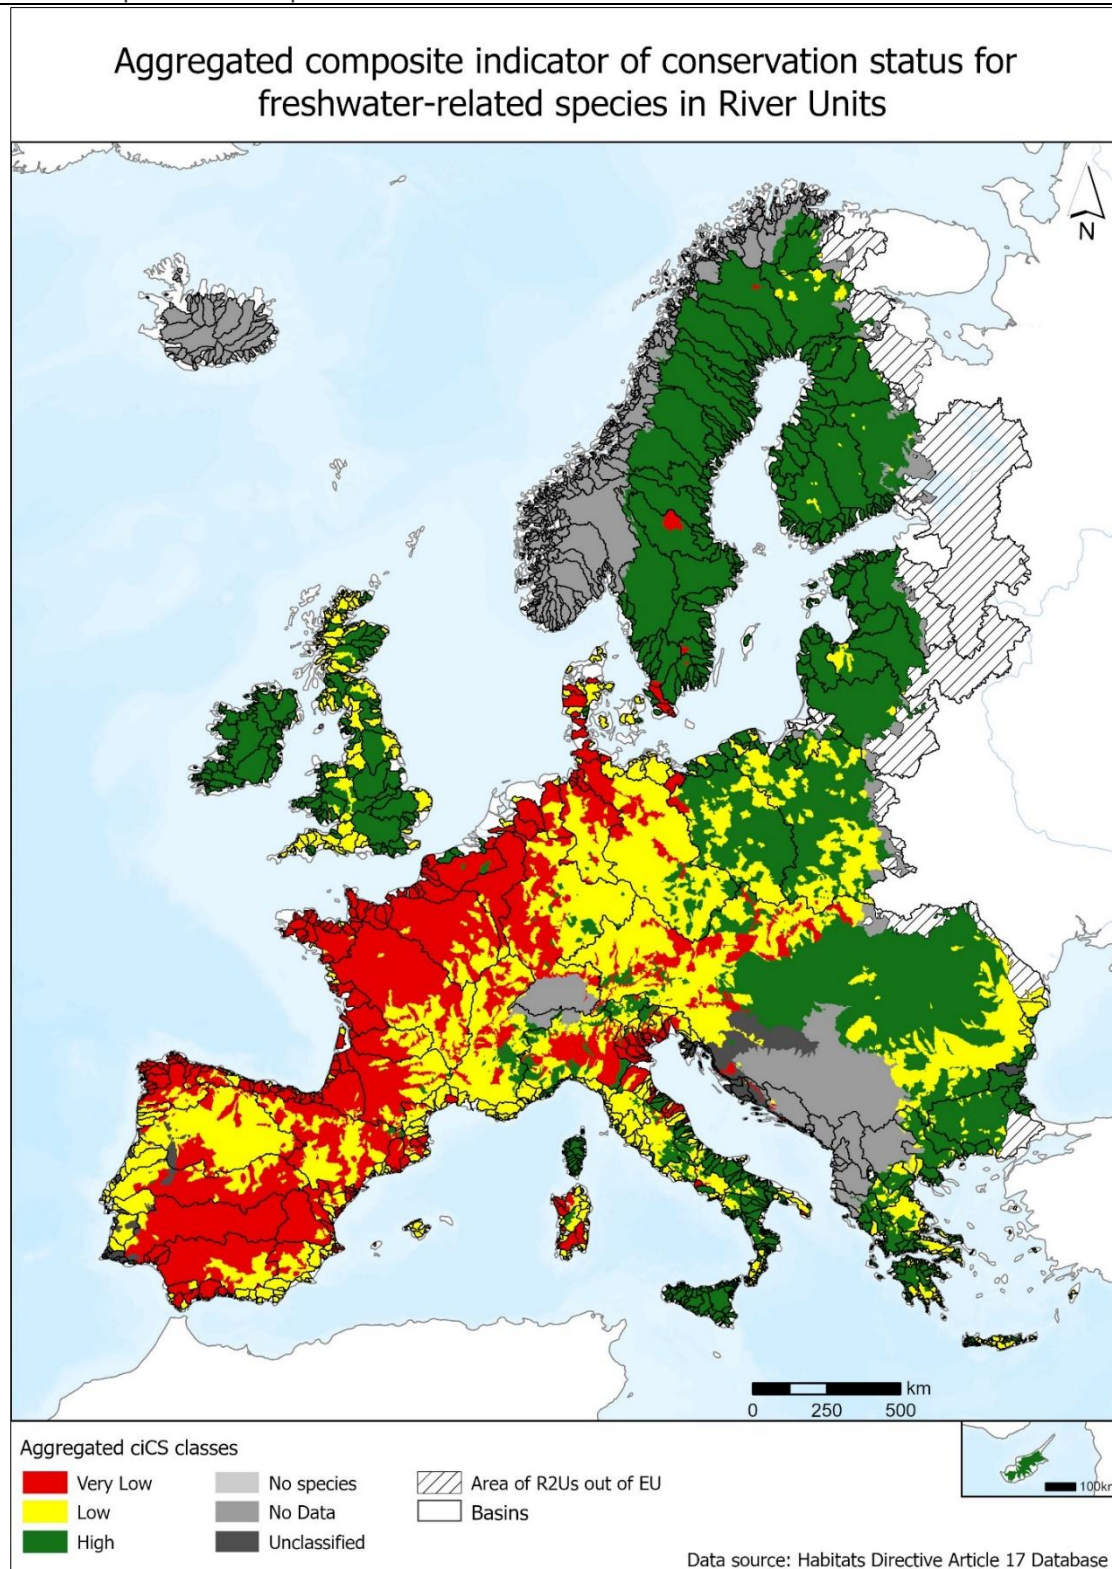 Aggregated composite indicator of conservation status for
freshwater-related species in River Units
N
km
0 250 500
Aggregated ciCS classes
Very Low
Low
High
No species
No Data
Unclassified
Area of R2Us out of EU
Basins
100km
Data source: Habitats Directive Article 17 Database